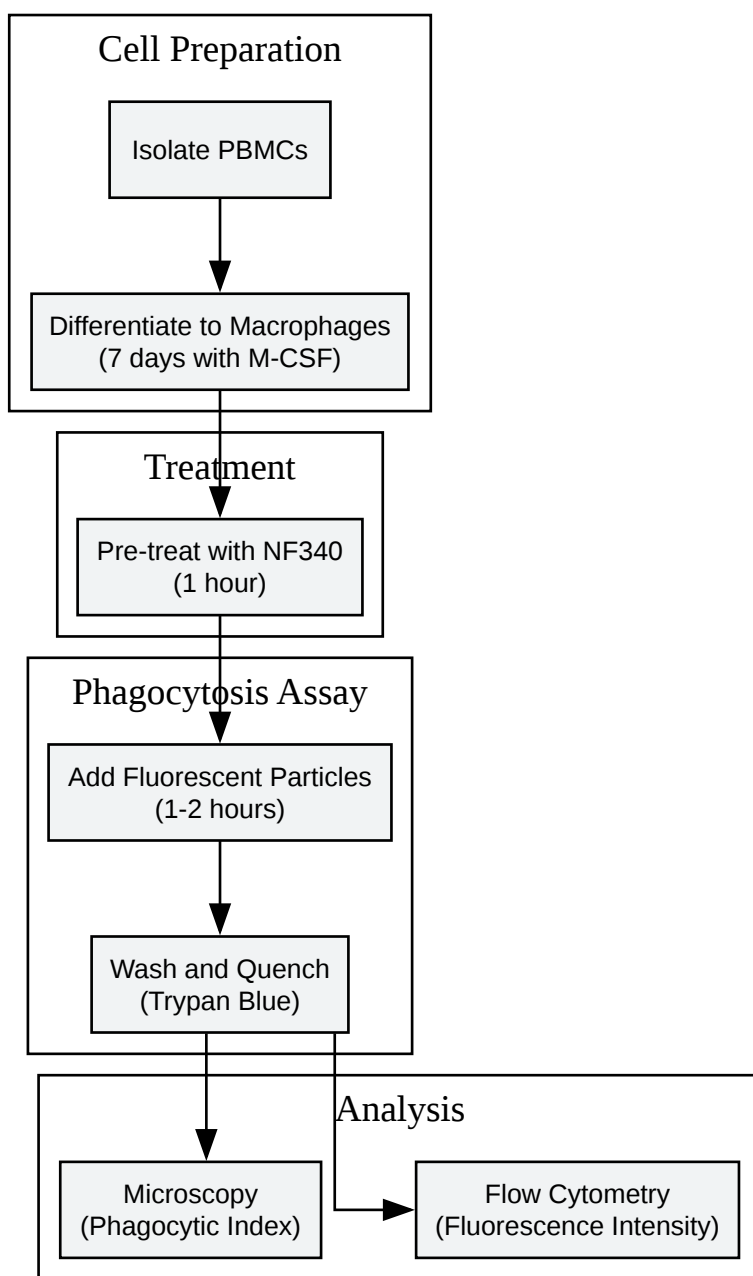 Cell Preparation
Isolate PBMCs
Differentiate to Macrophages
(7 days with M-CSF)
Treatment
Pre-treat with NF340
(1 hour)
Phagocytosis Assay
Add Fluorescent Particles
(1-2 hours)
Wash and Quench
(Trypan Blue)
Analysis
Microscopy
(Phagocytic Index)
Flow Cytometry
(Fluorescence Intensity)